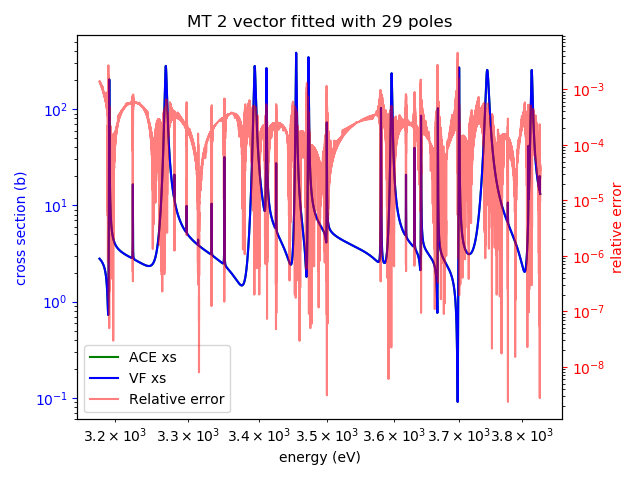 MT 2 vector fitted with 29 poles
cross section (b)
10²
10¹
10⁰
10⁻¹
10⁻³
10⁻⁴
10⁻⁵
10⁻⁶
10⁻⁷
10⁻⁸
relative error
ACE xs
VF xs
Relative error
3.2 × 10³ 3.3 × 10³ 3.4 × 10³ 3.5 × 10³ 3.6 × 10³ 3.7 × 10³ 3.8 × 10³
energy (eV)